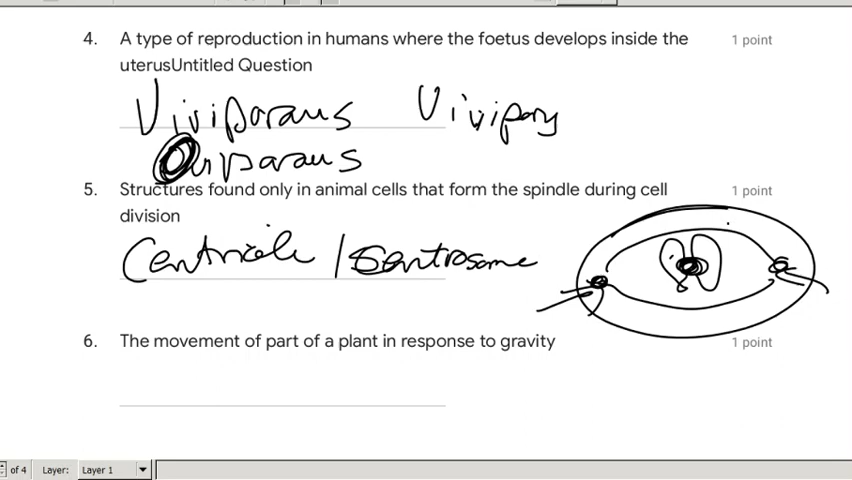 4. A type of reproduction in humans where the foetus develops inside the 1 point
uterusUntitled Question
Viviparous Vivipary
Oviparous
5. Structures found only in animal cells that form the spindle during cell 1 point
division
Centriole / Centrosome
6. The movement of part of a plant in response to gravity 1 point
of 4 Layer: Layer 1